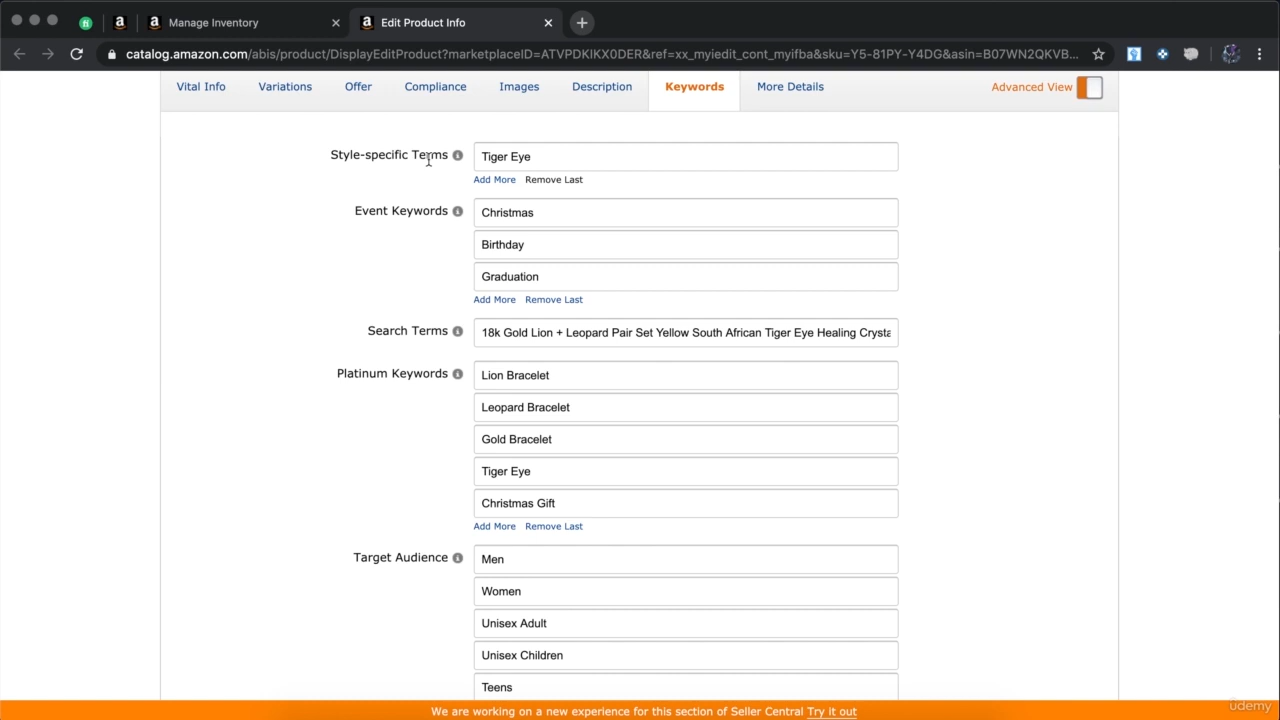 Manage Inventory
Edit Product Info
catalog.amazon.com/abis/product/DisplayEditProduct?marketplaceID=ATVPDKIKX0DER&ref=xx_myiedit_cont_myifba&sku=Y5-81PY-Y4DG&asin=B07WN2QKVB...
Vital Info Variations Offer Compliance Images Description Keywords More Details Advanced View
Style-specific Terms Tiger Eye
Add More Remove Last
Event Keywords Christmas
Birthday
Graduation
Add More Remove Last
Search Terms 18k Gold Lion + Leopard Pair Set Yellow South African Tiger Eye Healing Crysta
Platinum Keywords Lion Bracelet
Leopard Bracelet
Gold Bracelet
Tiger Eye
Christmas Gift
Add More Remove Last
Target Audience Men
Women
Unisex Adult
Unisex Children
Teens
We are working on a new experience for this section of Seller Central Try it out
udemy